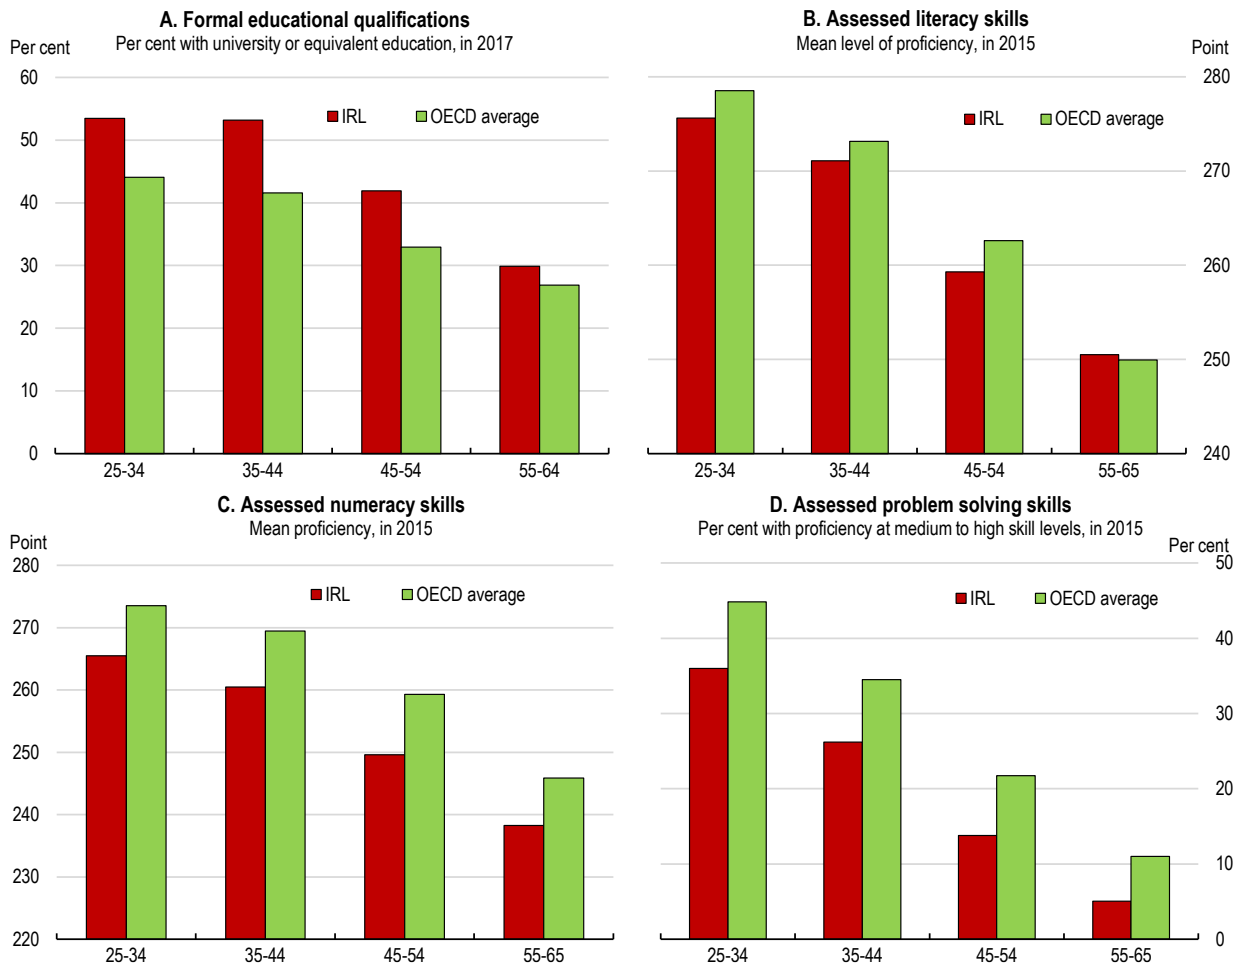 A. Formal educational qualifications
Per cent with university or equivalent education, in 2017
Per cent
60
50
40
30
20
10
0
IRL
OECD average
25-34
35-44
45-54
55-64
B. Assessed literacy skills
Mean level of proficiency, in 2015
Point
280
270
260
250
240
IRL
OECD average
25-34
35-44
45-54
55-65
C. Assessed numeracy skills
Mean proficiency, in 2015
Point
280
270
260
250
240
230
220
IRL
OECD average
25-34
35-44
45-54
55-65
D. Assessed problem solving skills
Per cent with proficiency at medium to high skill levels, in 2015
Per cent
50
40
30
20
10
0
IRL
OECD average
25-34
35-44
45-54
55-65